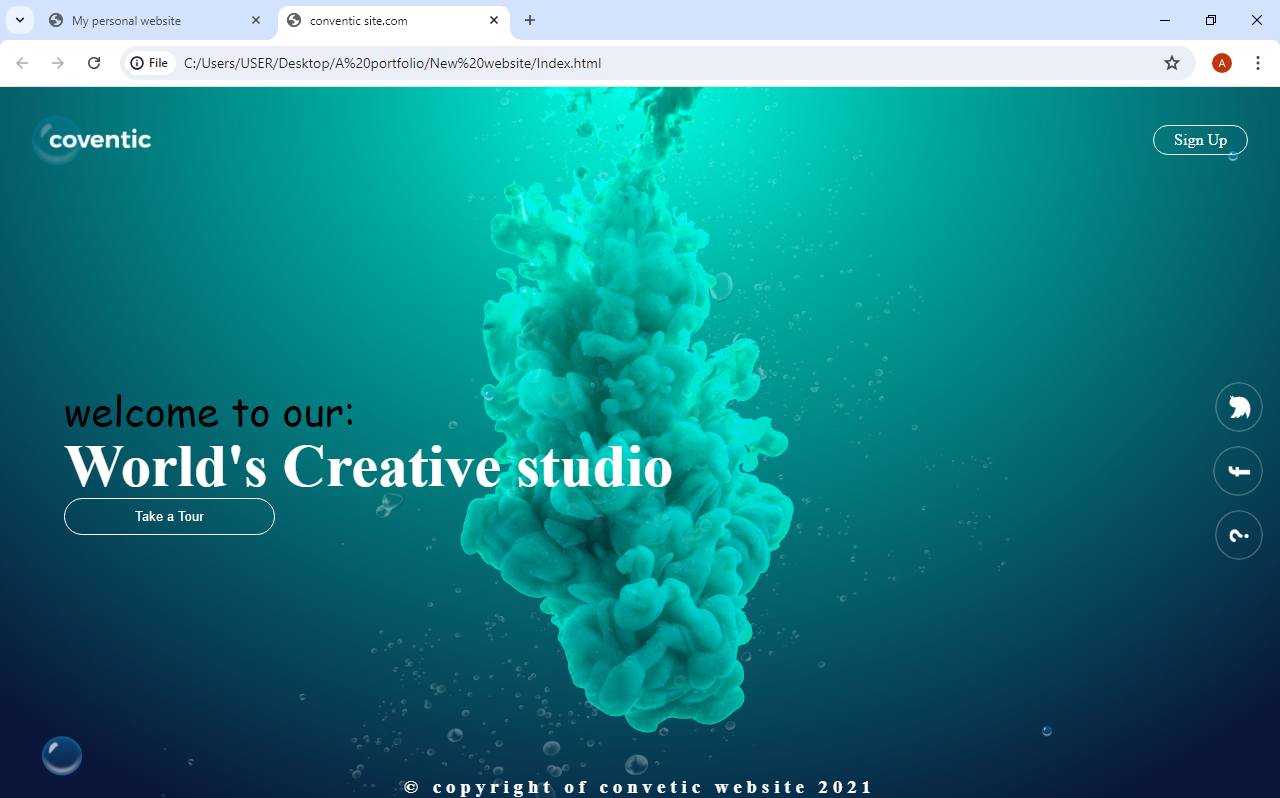 My personal website
conventic site.com
File
C:/Users/USER/Desktop/A%20portfolio/New%20website/Index.html
A
coventic
Sign Up
welcome to our:
World's Creative studio
Take a Tour
© copyright of convetic website 2021